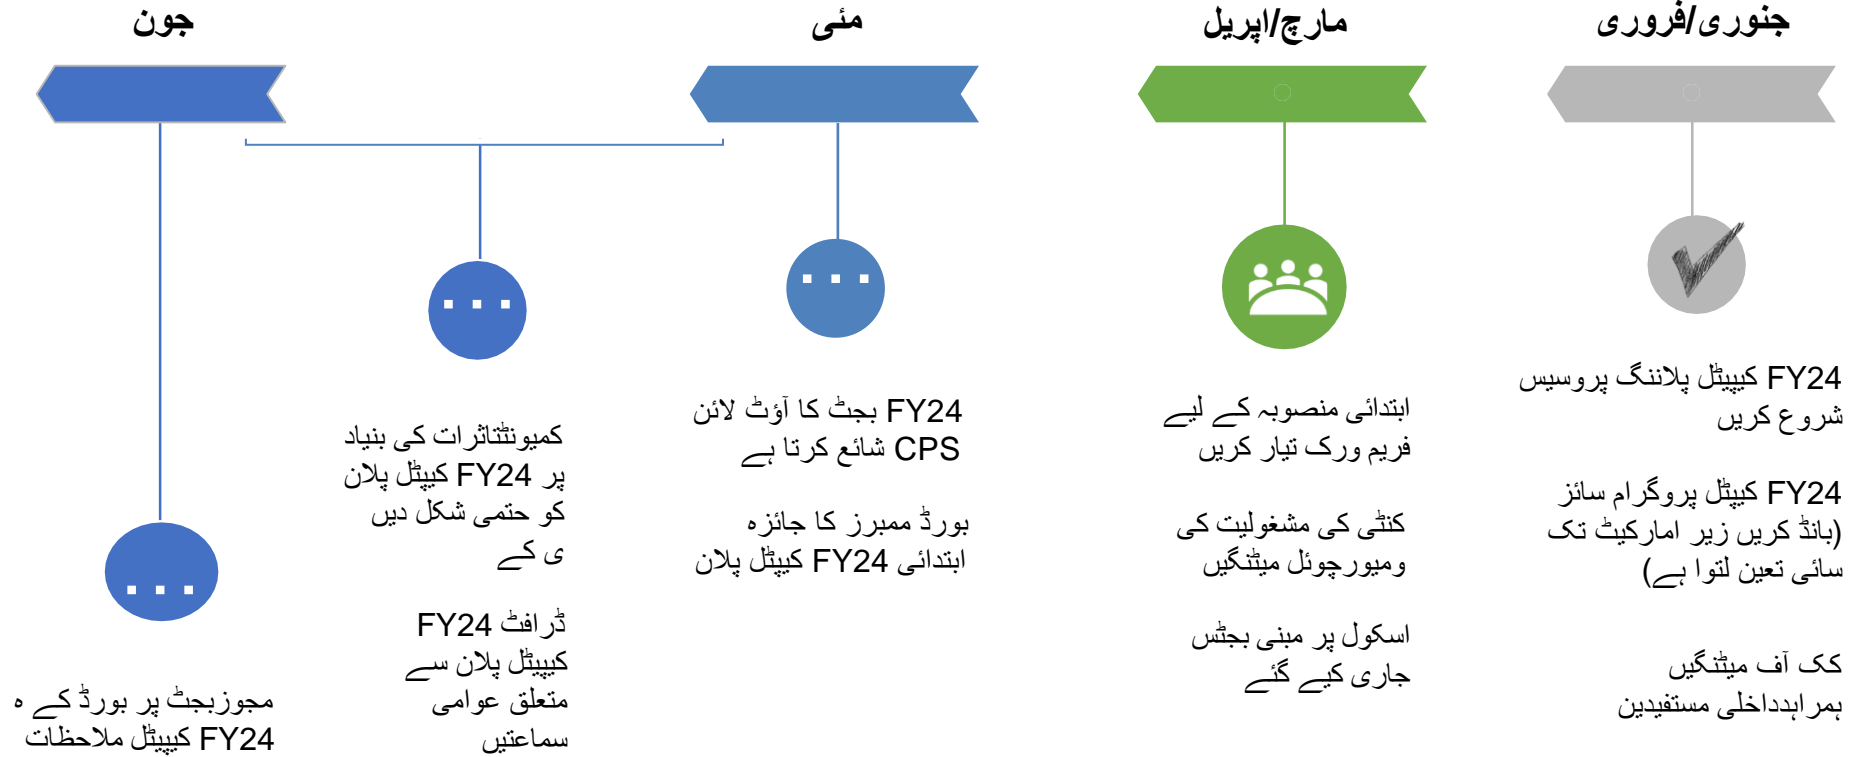 جنوری/فروری
FY24 کیپیٹل پلاننگ پروسیس
شروع کریں
FY24 کیپٹل پروگرام سائز
(بانڈ کریں زیر امارکیٹ تک
سائی تعین لتوا ہے)
کک آف میٹنگیں
ہمراہدداخلی مستفیدین
مارچ/اپریل
ابتدائی منصوبہ کے لیے
فریم ورک تیار کریں
کنٹی کی مشغولیت کی
ومیورچوئل میٹنگیں
اسکول پر مبنی بجٹس
جاری کیے گئے
مئی
FY24 بجٹ کا آؤٹ لائن
CPS شائع کرتا ہے
بورڈ ممبرز کا جائزہ
ابتدائی FY24 کیپٹل پلان
کمیونٹتاثرات کی بنیاد
پر FY24 کیپٹل پلان
کو حتمی شکل دیں
ی کے
ڈرافٹ FY24
کیپیٹل پلان سے
متعلق عوامی
سماعتیں
جون
مجوزبجٹ پر بورڈ کے ہ
FY24 کیپیٹل ملاحظات